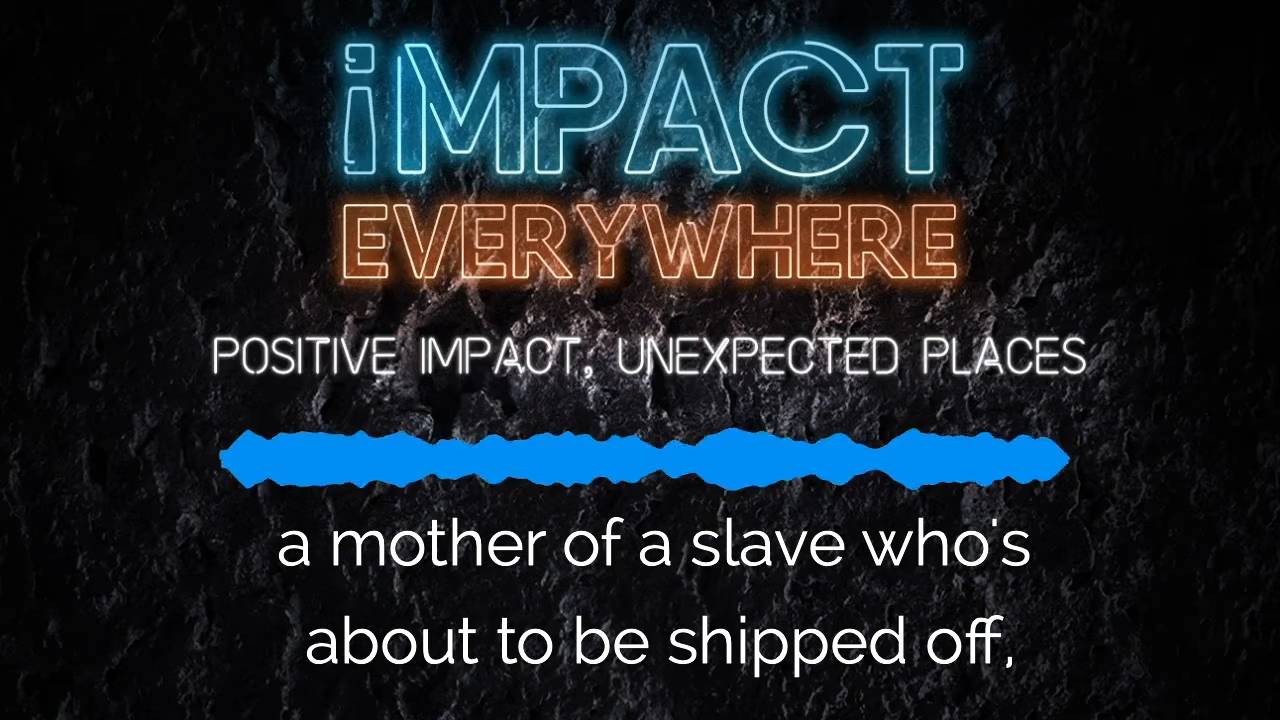 iMPACT
EVERYWHERE
POSITIVE IMPACT, UNEXPECTED PLACES
a mother of a slave who's
about to be shipped off,